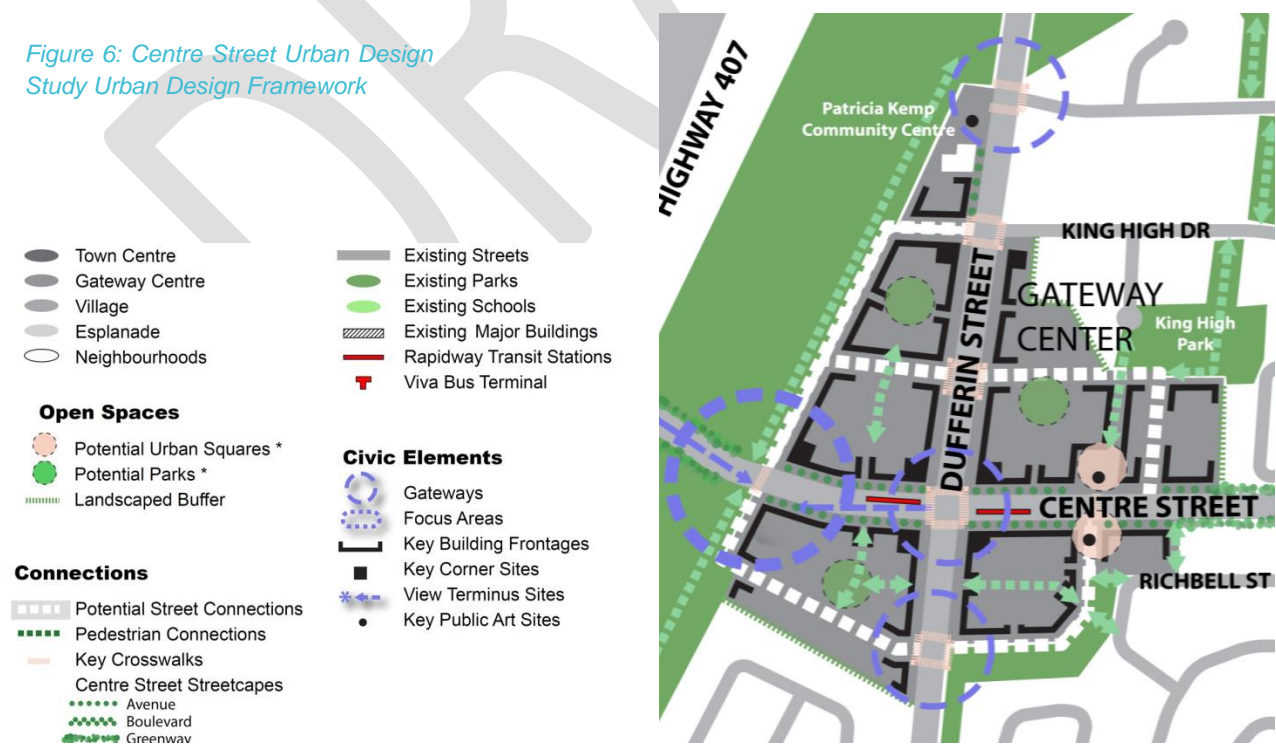 Figure 6: Centre Street Urban Design
Study Urban Design Framework
Town Centre
Gateway Centre
Village
Esplanade
Neighbourhoods
Open Spaces
Potential Urban Squares *
Potential Parks *
Landscaped Buffer
Connections
Potential Street Connections
Pedestrian Connections
Key Crosswalks
Centre Street Streetcapes
Avenue
Boulevard
Greenway
Existing Streets
Existing Parks
Existing Schools
Existing Major Buildings
Rapidway Transit Stations
Viva Bus Terminal
Civic Elements
Gateways
Focus Areas
Key Building Frontages
Key Corner Sites
View Terminus Sites
Key Public Art Sites
HIGHWAY 407
Patricia Kemp
Community Centre
KING HIGH DR
DUFFERIN STREET
GATEWAY
CENTER
King High
Park
CENTRE STREET
RICHBELL ST